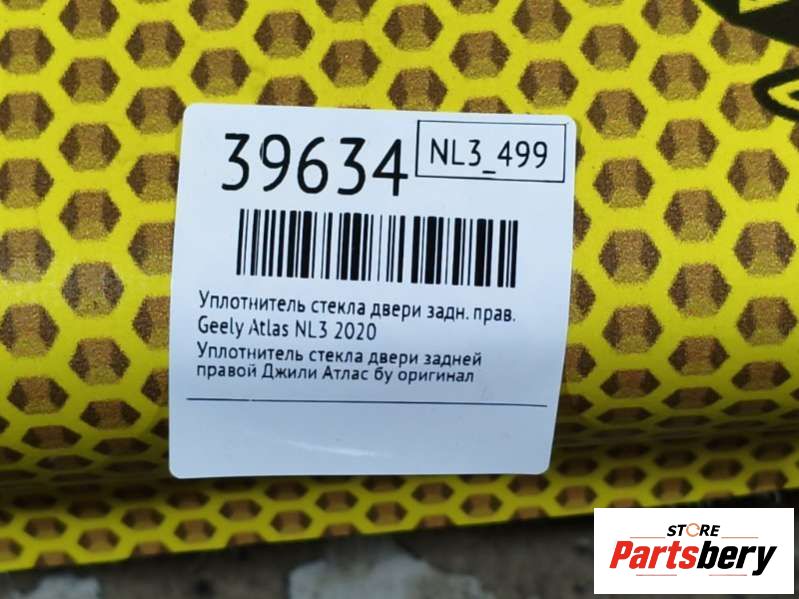 39634
NL3_499
Уплотнитель стекла двери задн. прав.
Geely Atlas NL3 2020
Уплотнитель стекла двери задней
правой Джили Атлас бу оригинал
STORE
Partsbery